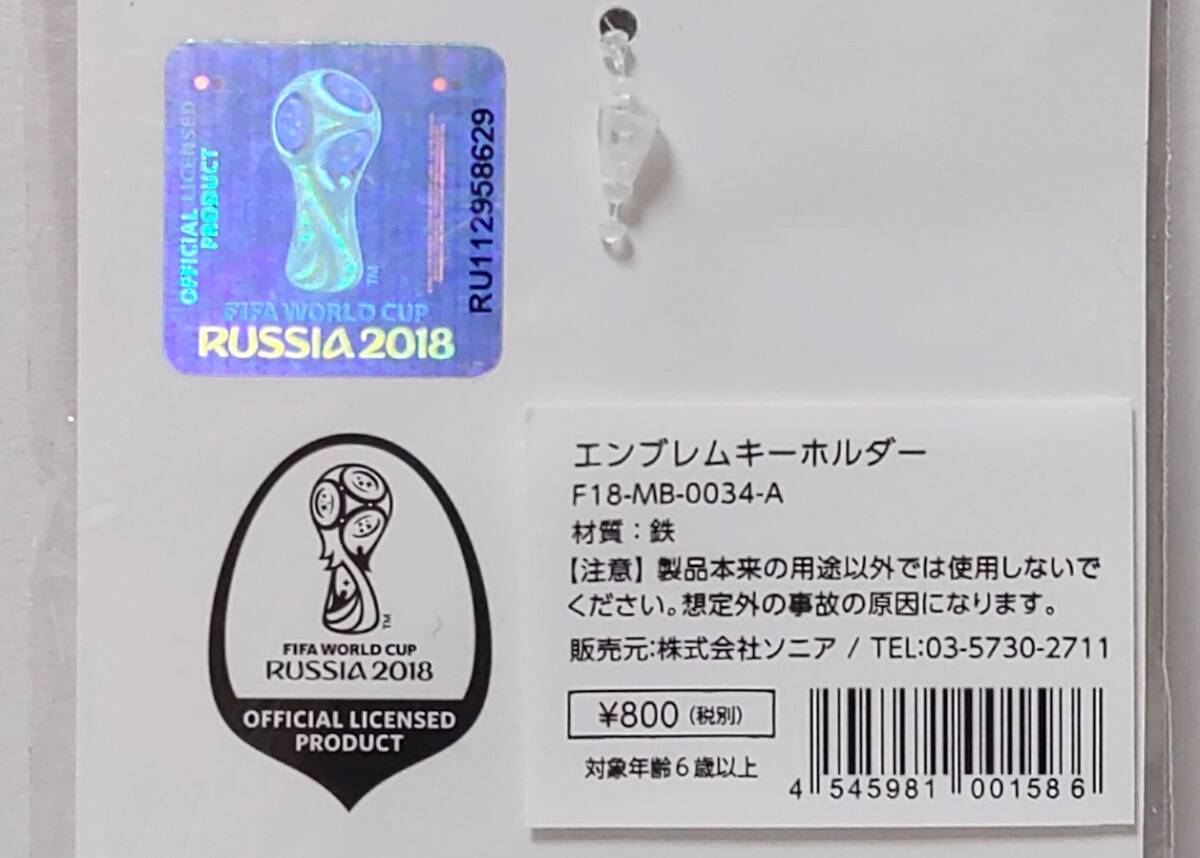 OFFICIAL LICENSED
PRODUCT
RU112958629
TM
FIFA WORLD CUP
RUSSIA 2018
TM
FIFA WORLD CUP
RUSSIA 2018
OFFICIAL LICENSED
PRODUCT
エンブレムキーホルダー
F18-MB-0034-A
材質：鉄
【注意】製品本来の用途以外では使用しないで
ください。想定外の事故の原因になります。
販売元:株式会社ソニア / TEL:03-5730-2711
¥800（税別）
対象年齢6歳以上
4 545981 001586